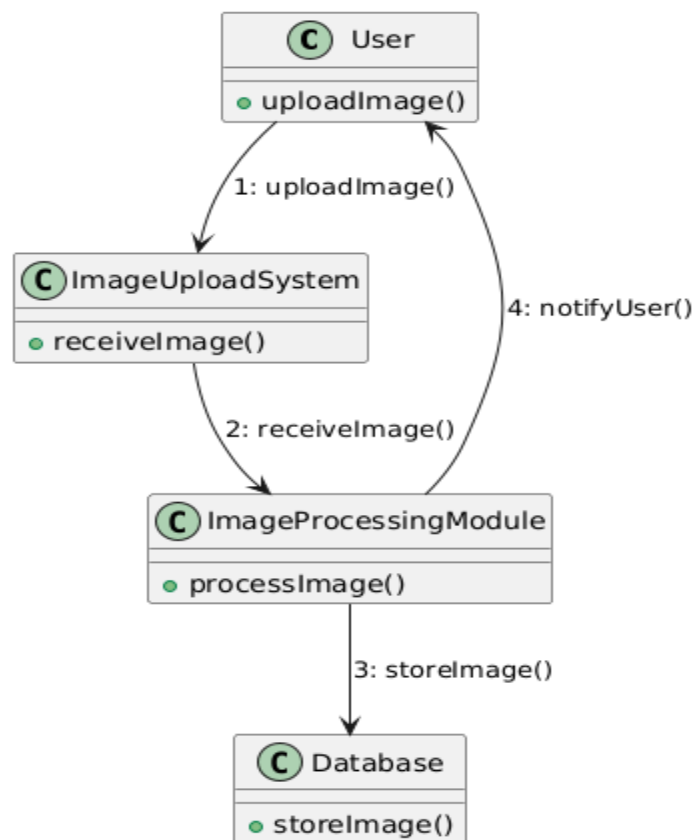 C User
uploadImage()
1: uploadImage()
C ImageUploadSystem
receiveImage()
4: notifyUser()
2: receiveImage()
C ImageProcessingModule
processImage()
3: storeImage()
C Database
storeImage()